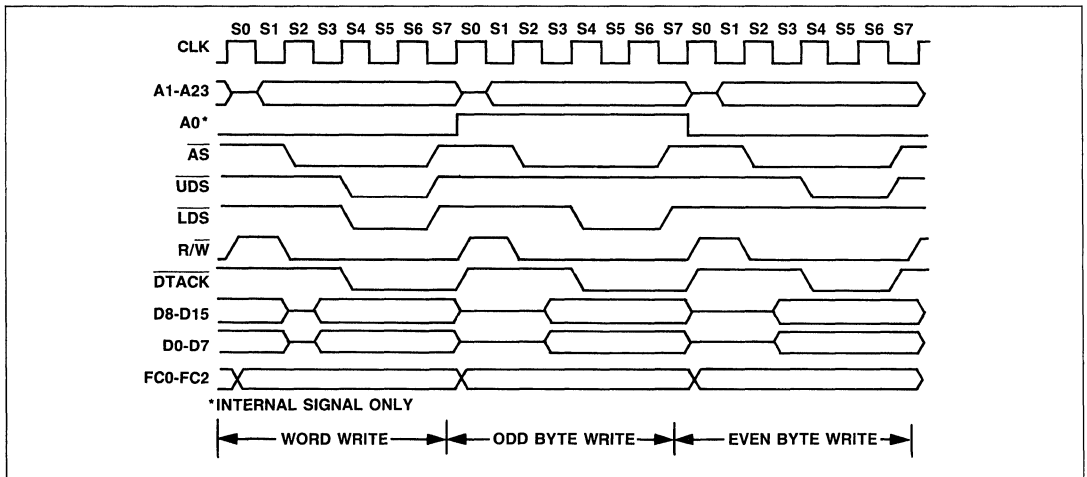 S0 S1 S2 S3 S4 S5 S6 S7 S0 S1 S2 S3 S4 S5 S6 S7 S0 S1 S2 S3 S4 S5 S6 S7
CLK
A1-A23
A0*
AS
UDS
LDS
R/W
DTACK
D8-D15
D0-D7
FC0-FC2
*INTERNAL SIGNAL ONLY
WORD WRITE ODD BYTE WRITE EVEN BYTE WRITE